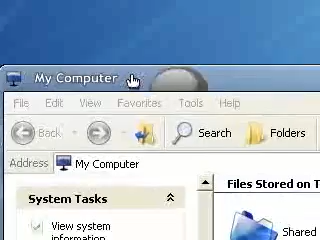 My Computer
File Edit View Favorites Tools Help
Back Search Folders
Address My Computer
System Tasks Files Stored on T
View system Shared
information